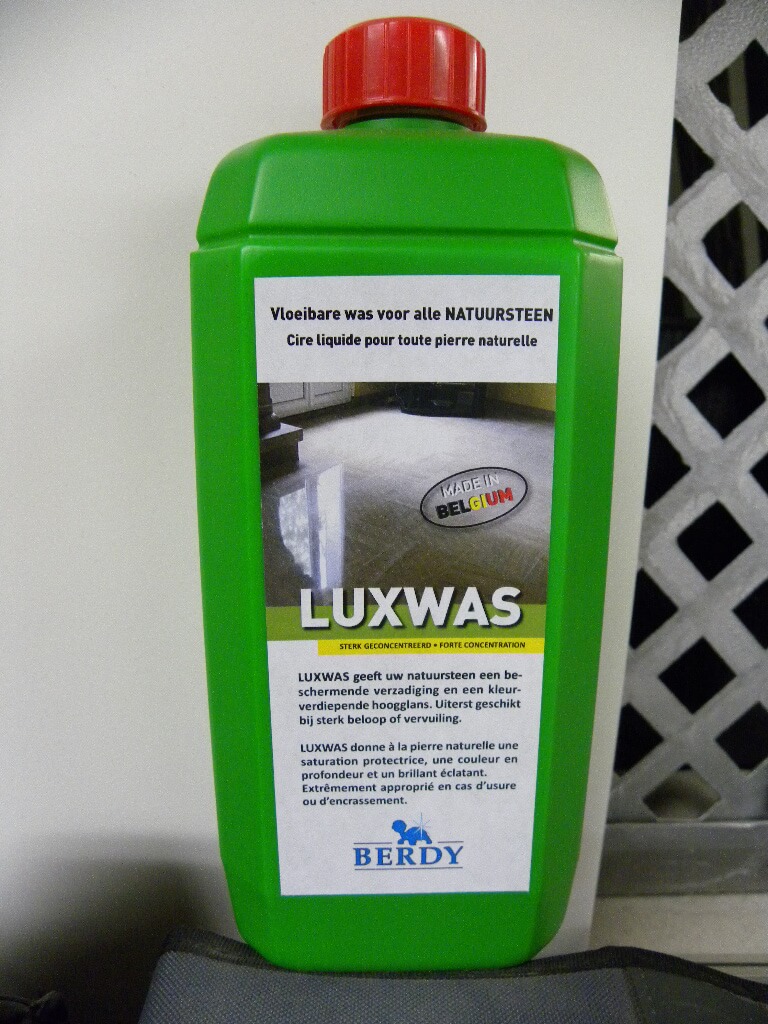 Vloeibare was voor alle NATUURSTEEN
Cire liquide pour toute pierre naturelle
MADE IN
BELGIUM
LUXWAS
STERK GECONCENTREERD • FORTE CONCENTRATION
LUXWAS geeft uw natuursteen een be-
schermende verzadiging en een kleur-
verdiepende hoogglans. Uiterst geschikt
bij sterk beloop of vervuiling.
LUXWAS donne à la pierre naturelle une
saturation protectrice, une couleur en
profondeur et un brillant éclatant.
Extrêmement approprié en cas d'usure
ou d'encrassement.
BERDY